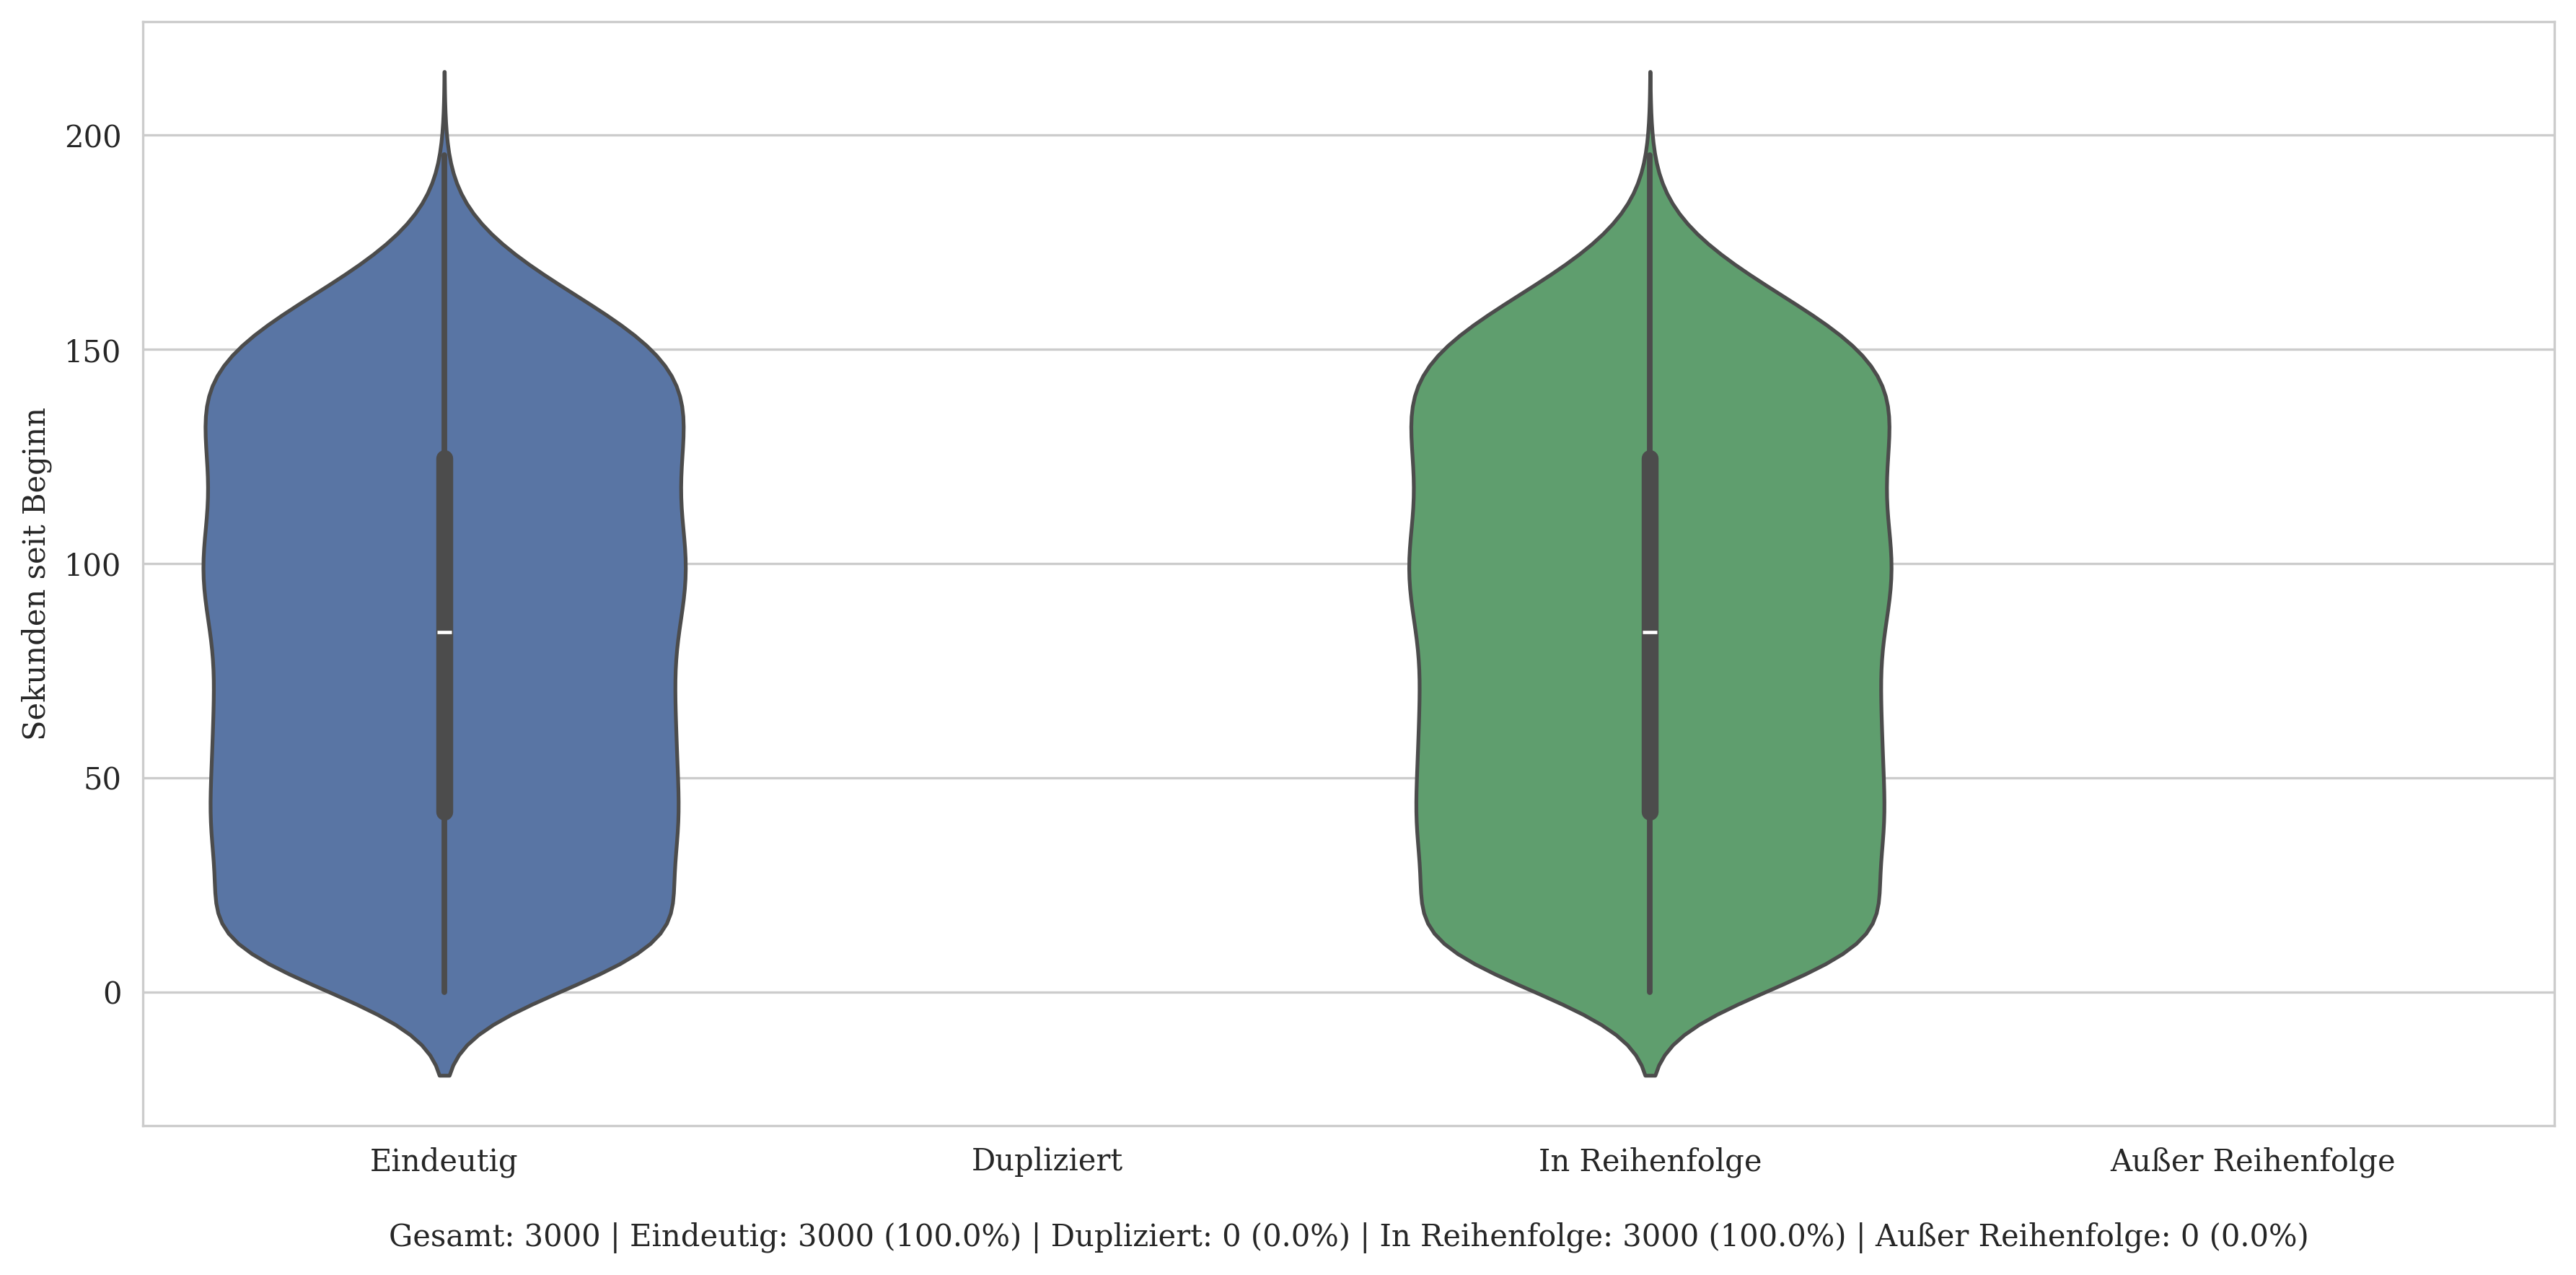 Sekunden seit Beginn
200
150
100
50
0
Eindeutig
Dupliziert
In Reihenfolge
Außer Reihenfolge
Gesamt: 3000 | Eindeutig: 3000 (100.0%) | Dupliziert: 0 (0.0%) | In Reihenfolge: 3000 (100.0%) | Außer Reihenfolge: 0 (0.0%)